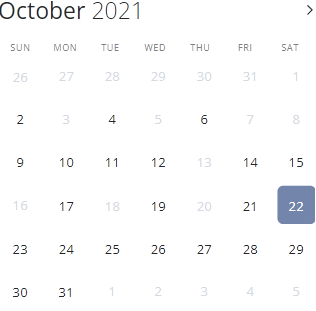 October 2021
SUN MON TUE WED THU FRI SAT
26 27 28 29 30 31 1
2 3 4 5 6 7 8
9 10 11 12 13 14 15
16 17 18 19 20 21 22
23 24 25 26 27 28 29
30 31 1 2 3 4 5